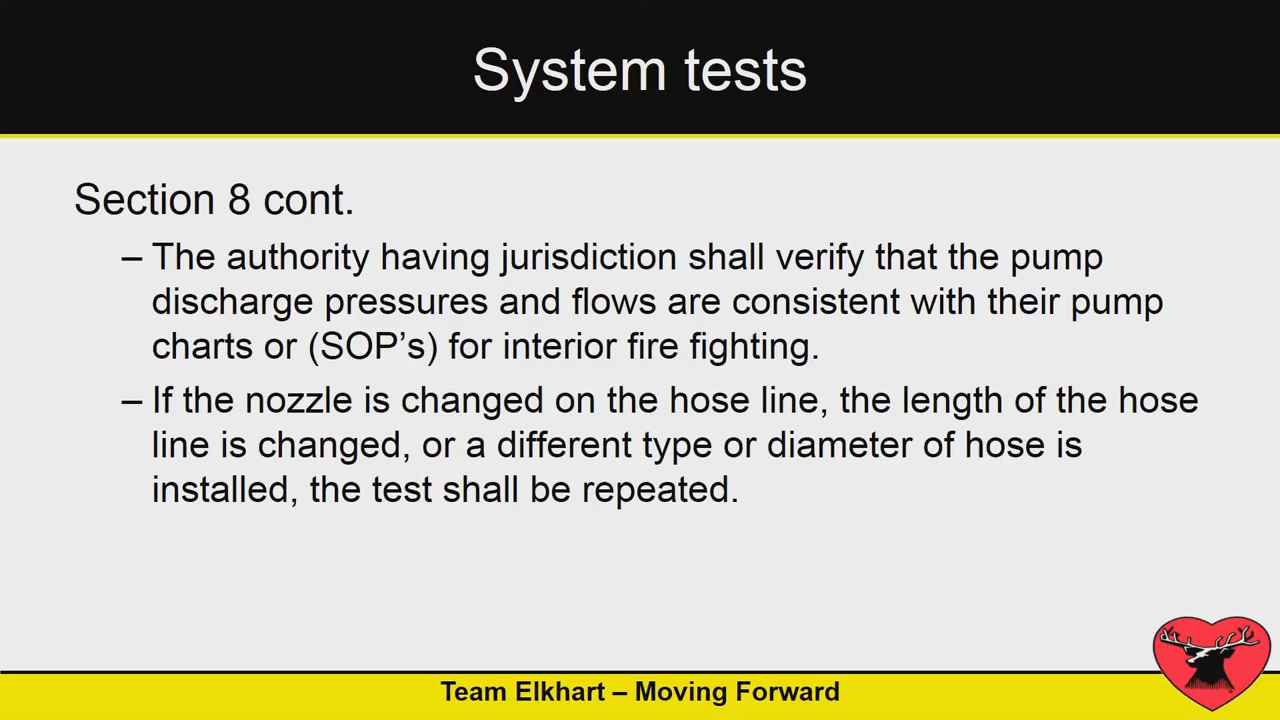 System tests
Section 8 cont.
– The authority having jurisdiction shall verify that the pump
discharge pressures and flows are consistent with their pump
charts or (SOP’s) for interior fire fighting.
– If the nozzle is changed on the hose line, the length of the hose
line is changed, or a different type or diameter of hose is
installed, the test shall be repeated.
Team Elkhart – Moving Forward